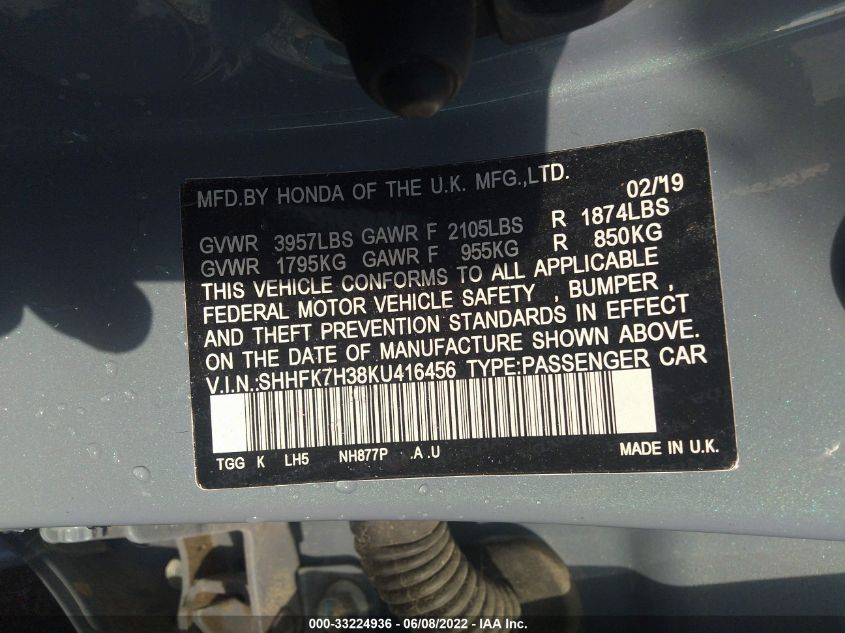 MFD.BY HONDA OF THE U.K. MFG.,LTD. 02/'19
GVWR 3957LBS GAWR F 2105LBS R 1874LBS
GVWR 1795KG GAWR F 955KG R 850KG
THIS VEHICLE CONFORMS TO ALL APPLICABLE
FEDERAL MOTOR VEHICLE SAFETY , BUMPER ,
AND THEFT PREVENTION STANDARDS IN EFFECT
ON THE DATE OF MANUFACTURE SHOWN ABOVE.
V.I.N.:SHHFK7H38KU416456 TYPE:PASSENGER CAR
TGG K LH5 NH877P .A .U MADE IN U.K.
000-33224936 - 06/08/2022 - IAA Inc.